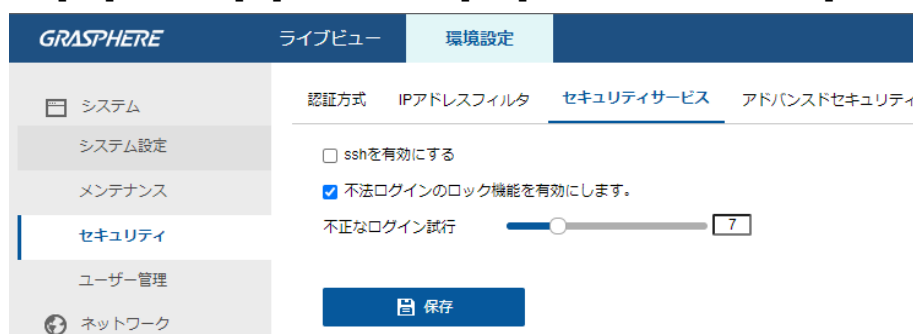 GRASPHERE ライブビュー 環境設定
システム
システム設定
メンテナンス
セキュリティ
ユーザー管理
ネットワーク
認証方式 IPアドレスフィルタ セキュリティサービス アドバンスドセキュリティ
sshを有効にする
不法ログインのロック機能を有効にします。
不正なログイン試行 7
保存